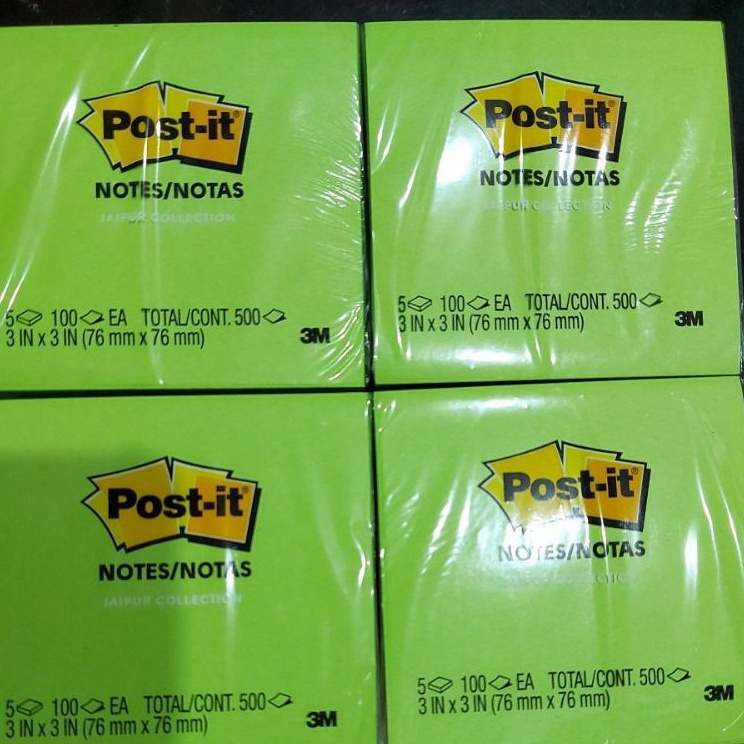 Post-it®
NOTES/NOTAS
JAIPUR COLLECTION
5 100 EA TOTAL/CONT. 500
3 IN x 3 IN (76 mm x 76 mm)
3M
Post-it®
NOTES/NOTAS
JAIPUR COLLECTION
5 100 EA TOTAL/CONT. 500
3 IN x 3 IN (76 mm x 76 mm)
3M
Post-it®
NOTES/NOTAS
JAIPUR COLLECTION
5 100 EA TOTAL/CONT. 500
3 IN x 3 IN (76 mm x 76 mm)
3M
Post-it®
NOTES/NOTAS
COLLECTION
5 100 EA TOTAL/CONT. 500
3 IN x 3 IN (76 mm x 76 mm)
3M